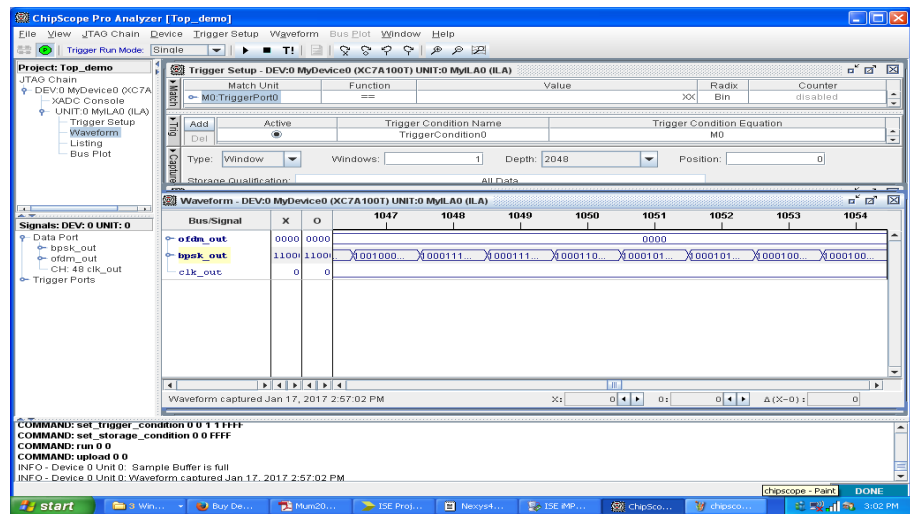 ChipScope Pro Analyzer [Top_demo]
File View JTAG Chain Device Trigger Setup Waveform Bus Plot Window Help
Trigger Run Mode: Single T!
Project: Top_demo
JTAG Chain
DEV:0 MyDevice0 (XC7A
XADC Console
UNIT:0 MyILA0 (ILA)
Trigger Setup
Waveform
Listing
Bus Plot
Signals: DEV: 0 UNIT: 0
Data Port
bpsk_out
ofdm_out
CH: 48 clk_out
Trigger Ports
Trigger Setup - DEV:0 MyDevice0 (XC7A100T) UNIT:0 MyILA0 (ILA)
Match
Match Unit Function Value Radix Counter
M0:TriggerPort0 == XX Bin disabled
Trig
Add Active Trigger Condition Name Trigger Condition Equation
Del TriggerCondition0 M0
Capture
Type: Window Windows: 1 Depth: 2048 Position: 0
Storage Qualification: All Data
Waveform - DEV:0 MyDevice0 (XC7A100T) UNIT:0 MyILA0 (ILA)
Bus/Signal X O 1047 1048 1049 1050 1051 1052 1053 1054
ofdm_out 0000 0000 0000
bpsk_out 1100 1100 1001000... 1000111... 1000111... 1000110... 1000101... 1000101... 1000100... 1000100...
clk_out 0 0
Waveform captured Jan 17, 2017 2:57:02 PM X: 0 O: 0 Δ(X-O): 0
COMMAND: set_trigger_condition 0 0 1 1 FFFF
COMMAND: set_storage_condition 0 0 FFFF
COMMAND: run 0 0
COMMAND: upload 0 0
INFO - Device 0 Unit 0: Sample Buffer is full
INFO - Device 0 Unit 0: Waveform captured Jan 17, 2017 2:57:02 PM
chipscope - Paint DONE
start 3 Win... Buy De... Mum20... ISE Proj... Nexys4... ISE iMP... ChipSco... chipsco... 3:02 PM